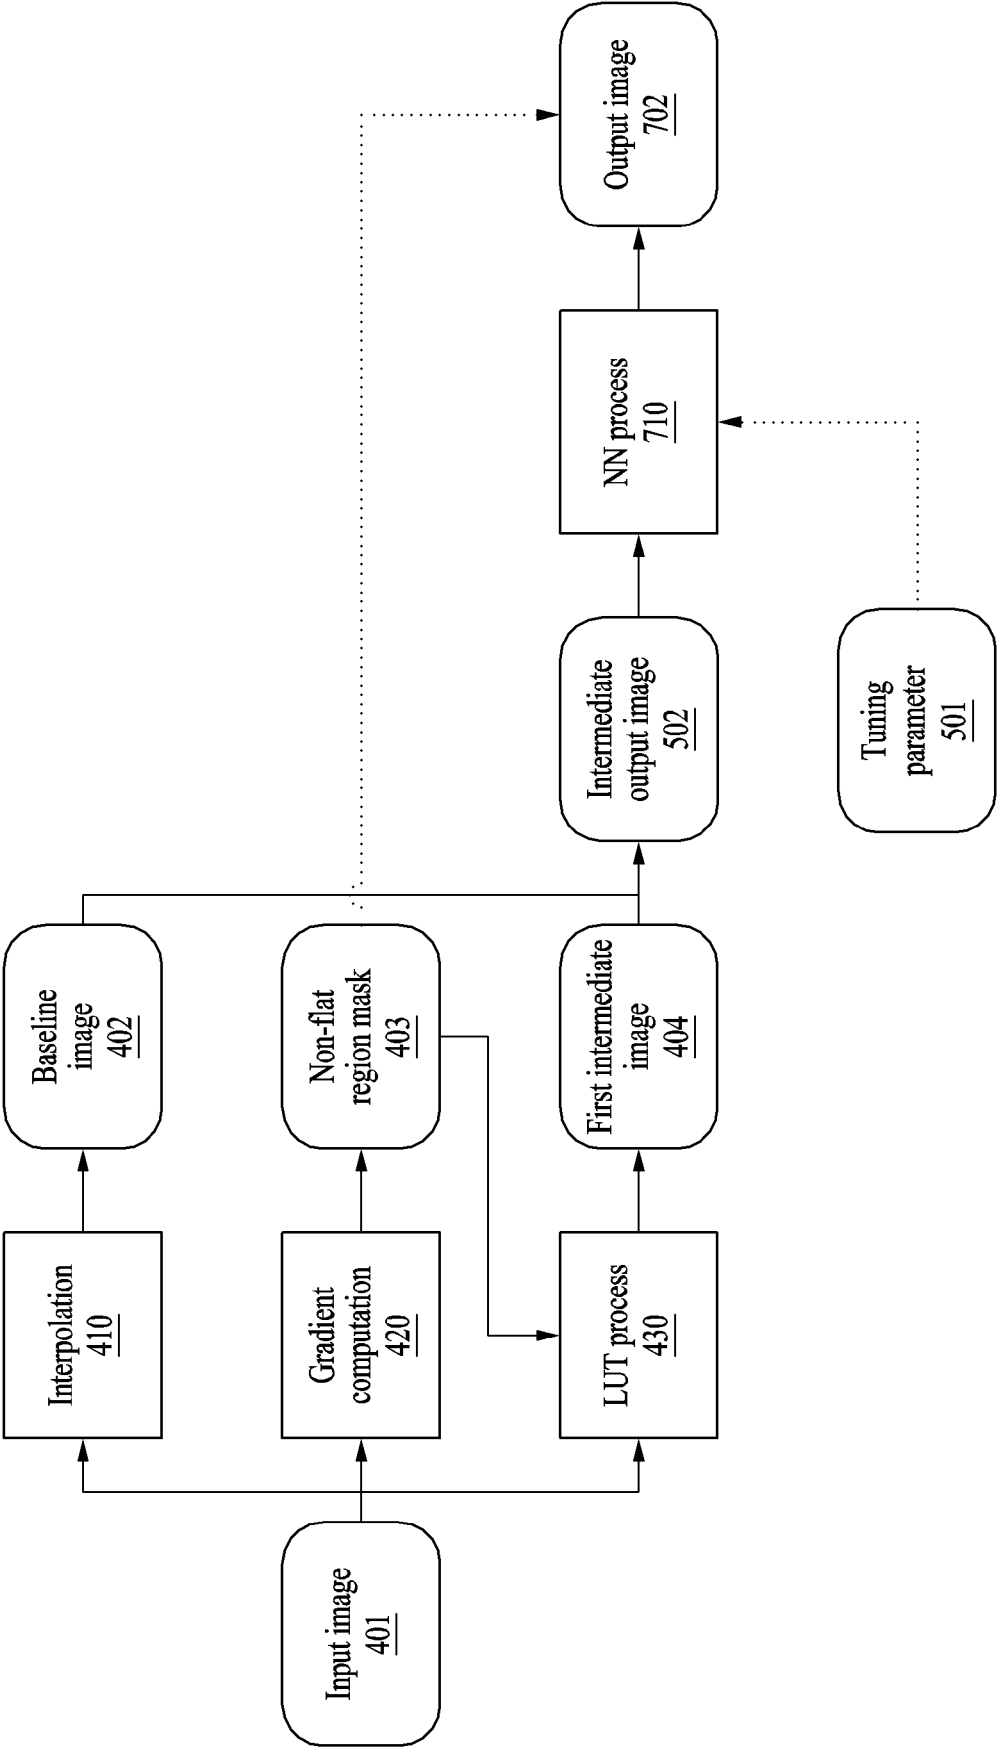 Input image
401
Interpolation
410
Gradient
computation
420
LUT process
430
Baseline
image
402
Non-flat
region mask
403
First intermediate
image
404
Intermediate
output image
502
Tuning
parameter
501
NN process
710
Output image
702